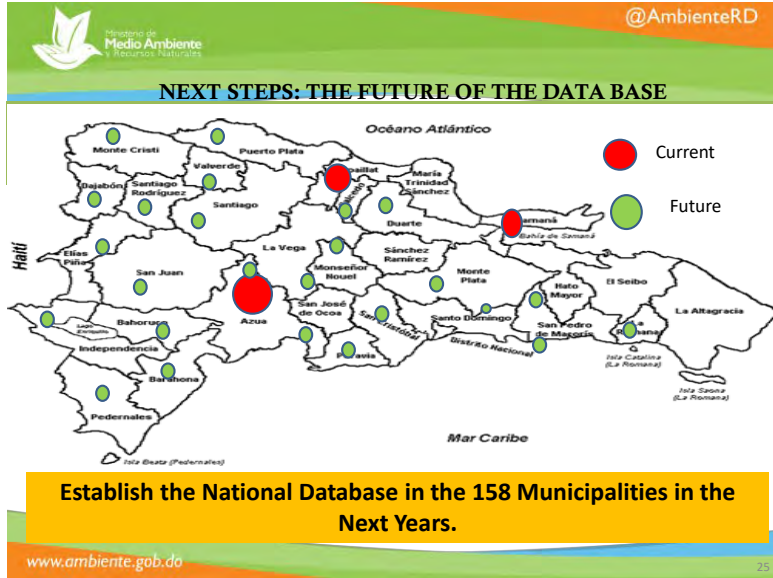 @AmbienteRD
Ministerio de
Medio Ambiente
y Recursos Naturales
NEXT STEPS: THE FUTURE OF THE DATA BASE
Océano Atlántico
Current
Future
Monte Cristi
Puerto Plata
Valverde
María
Trinidad
Sánchez
Santiago
Rodríguez
Santiago
Duarte
Bahía de Samaná
Haití
Elías
Piña
La Vega
Sánchez
Ramírez
San Juan
Monseñor
Nouel
Monte
Plata
Hato
Mayor
El Seibo
La Altagracia
Azua
San José
de Ocoa
San Cristóbal
Santo Domingo
San Pedro
de Macorís
Bahoruco
Lago
Enriquillo
Independencia
Distrito Nacional
Isla Catalina
(La Romana)
Barahona
Isla Saona
(La Romana)
Pedernales
Mar Caribe
Isla Beata (Pedernales)
Establish the National Database in the 158 Municipalities in the
Next Years.
www.ambiente.gob.do
25